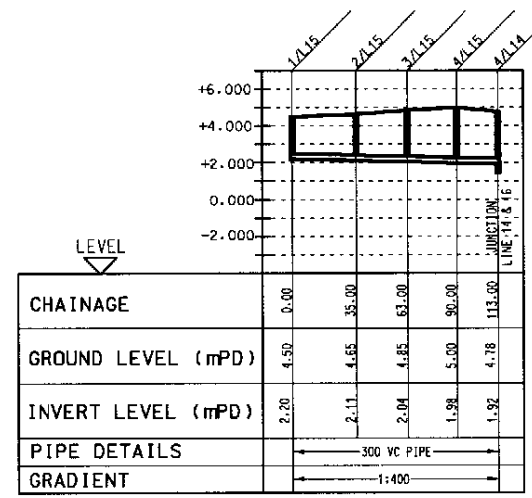 1/L15 2/L15 3/L15 4/L15 4/L14
+6.000
+4.000
+2.000
0.000
-2.000
JUNCTION
LINE 14 & 16
LEVEL
CHAINAGE 0.00 35.00 63.00 90.00 113.00
GROUND LEVEL (mPD) 4.50 4.65 4.85 5.00 4.78
INVERT LEVEL (mPD) 2.20 2.11 2.04 1.98 1.92
PIPE DETAILS 300 VC PIPE
GRADIENT 1:400